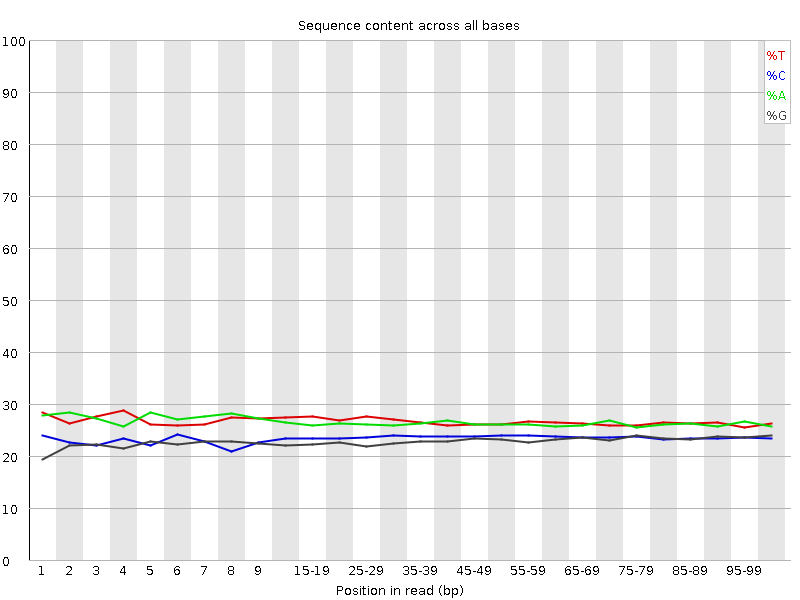 Sequence content across all bases
100
90
80
70
60
50
40
30
20
10
0
%T
%C
%A
%G
1 2 3 4 5 6 7 8 9 15-19 25-29 35-39 45-49 55-59 65-69 75-79 85-89 95-99
Position in read (bp)